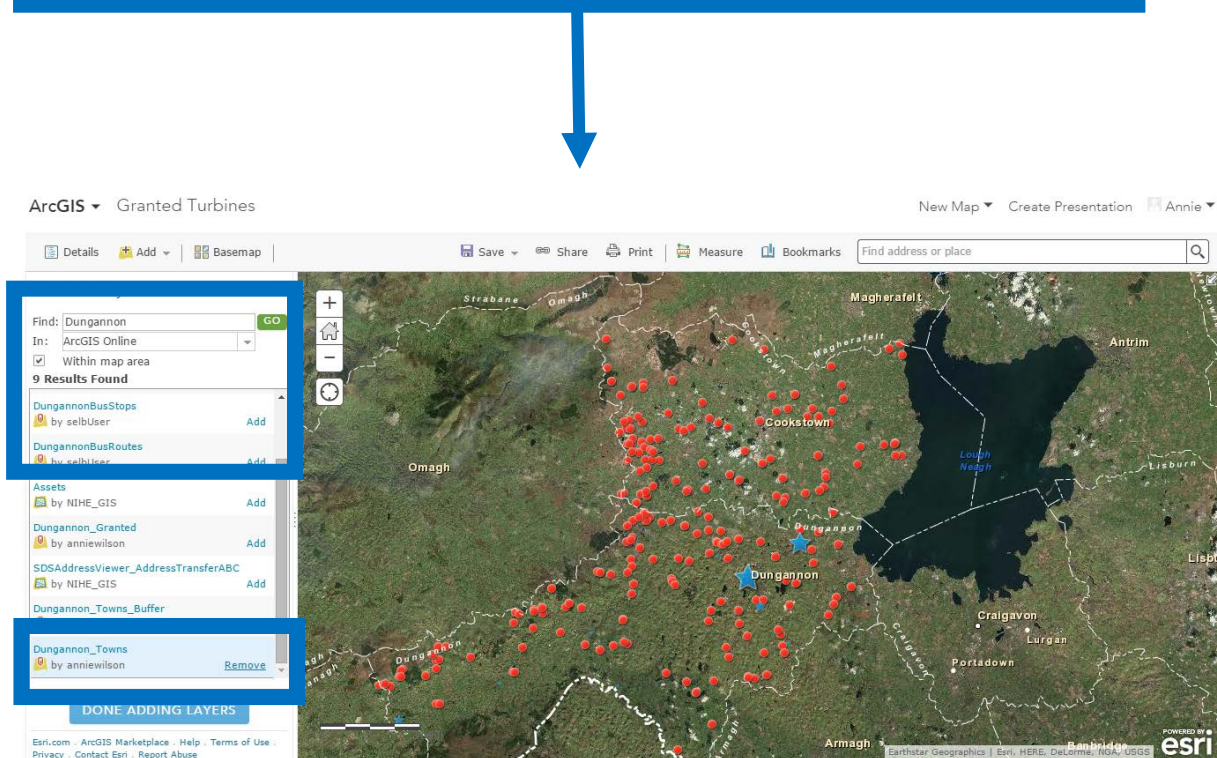 ArcGIS Granted Turbines
New Map Create Presentation Annie
Details Add Basemap Save Share Print Measure Bookmarks Find address or place
Find: Dungannon GO
In: ArcGIS Online
Within map area
9 Results Found
DungannonBusStops
by selbUser Add
DungannonBusRoutes
by selbUser Add
Assets
by NIHE_GIS Add
Dungannon_Granted
by anniewilson Add
SDSAddressViewer_AddressTransferABC
by NIHE_GIS Add
Dungannon_Towns_Buffer
Dungannon_Towns
by anniewilson Remove
DONE ADDING LAYERS
Esri.com . ArcGIS Marketplace . Help . Terms of Use .
Privacy . Contact Esri . Report Abuse
Strabane Omagh
Magherafelt
Antrim
Cookstown
Magherafelt
Cookstown
Omagh
Lough
Neagh
Lisburn
Dungannon
Dungannon
Craigavon
Lurgan
Craigavon
Portadown
Dungannon
Armagh
Banbridge
Earthstar Geographics | Esri, HERE, DeLorme, NGA, USGS
POWERED BY
esri